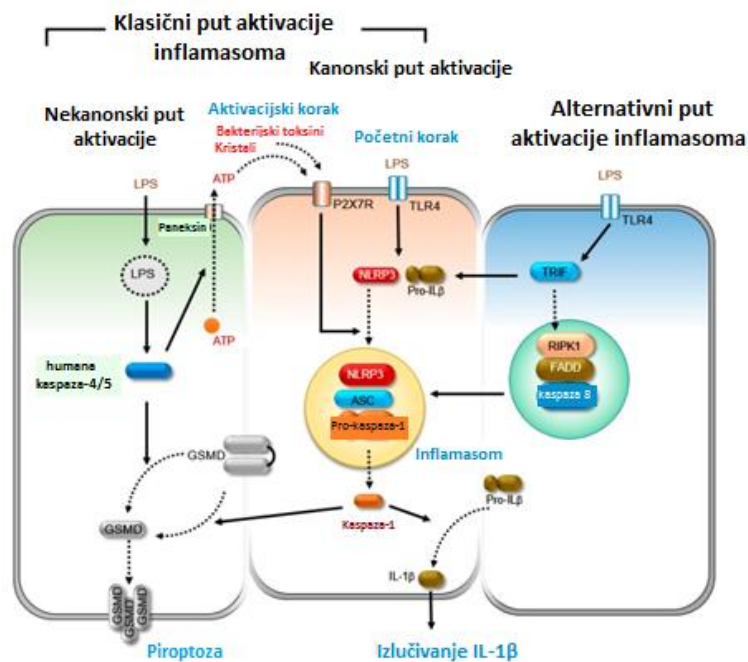 Klasični put aktivacije
inflamasoma
Kanonski put aktivacije
Nekanonski put
aktivacije
Aktivacijski korak
Bakterijski toksini
Kristali
Početni korak
Alternativni put
aktivacije inflamasoma
LPS
ATP
LPS
LPS
Paneksin
P2X7R
TLR4
TLR4
LPS
NLRP3
Pro-ILβ
TRIF
ATP
humana
kaspaza-4/5
RIPK1
FADD
kaspaza 8
NLRP3
ASC
Pro-kaspaza-1
Inflamasom
GSMD
Pro-ILβ
Kaspaza-1
GSMD
IL-1β
GSMD
GSMD
GSMD
Piroptoza
Izlučivanje IL-1β